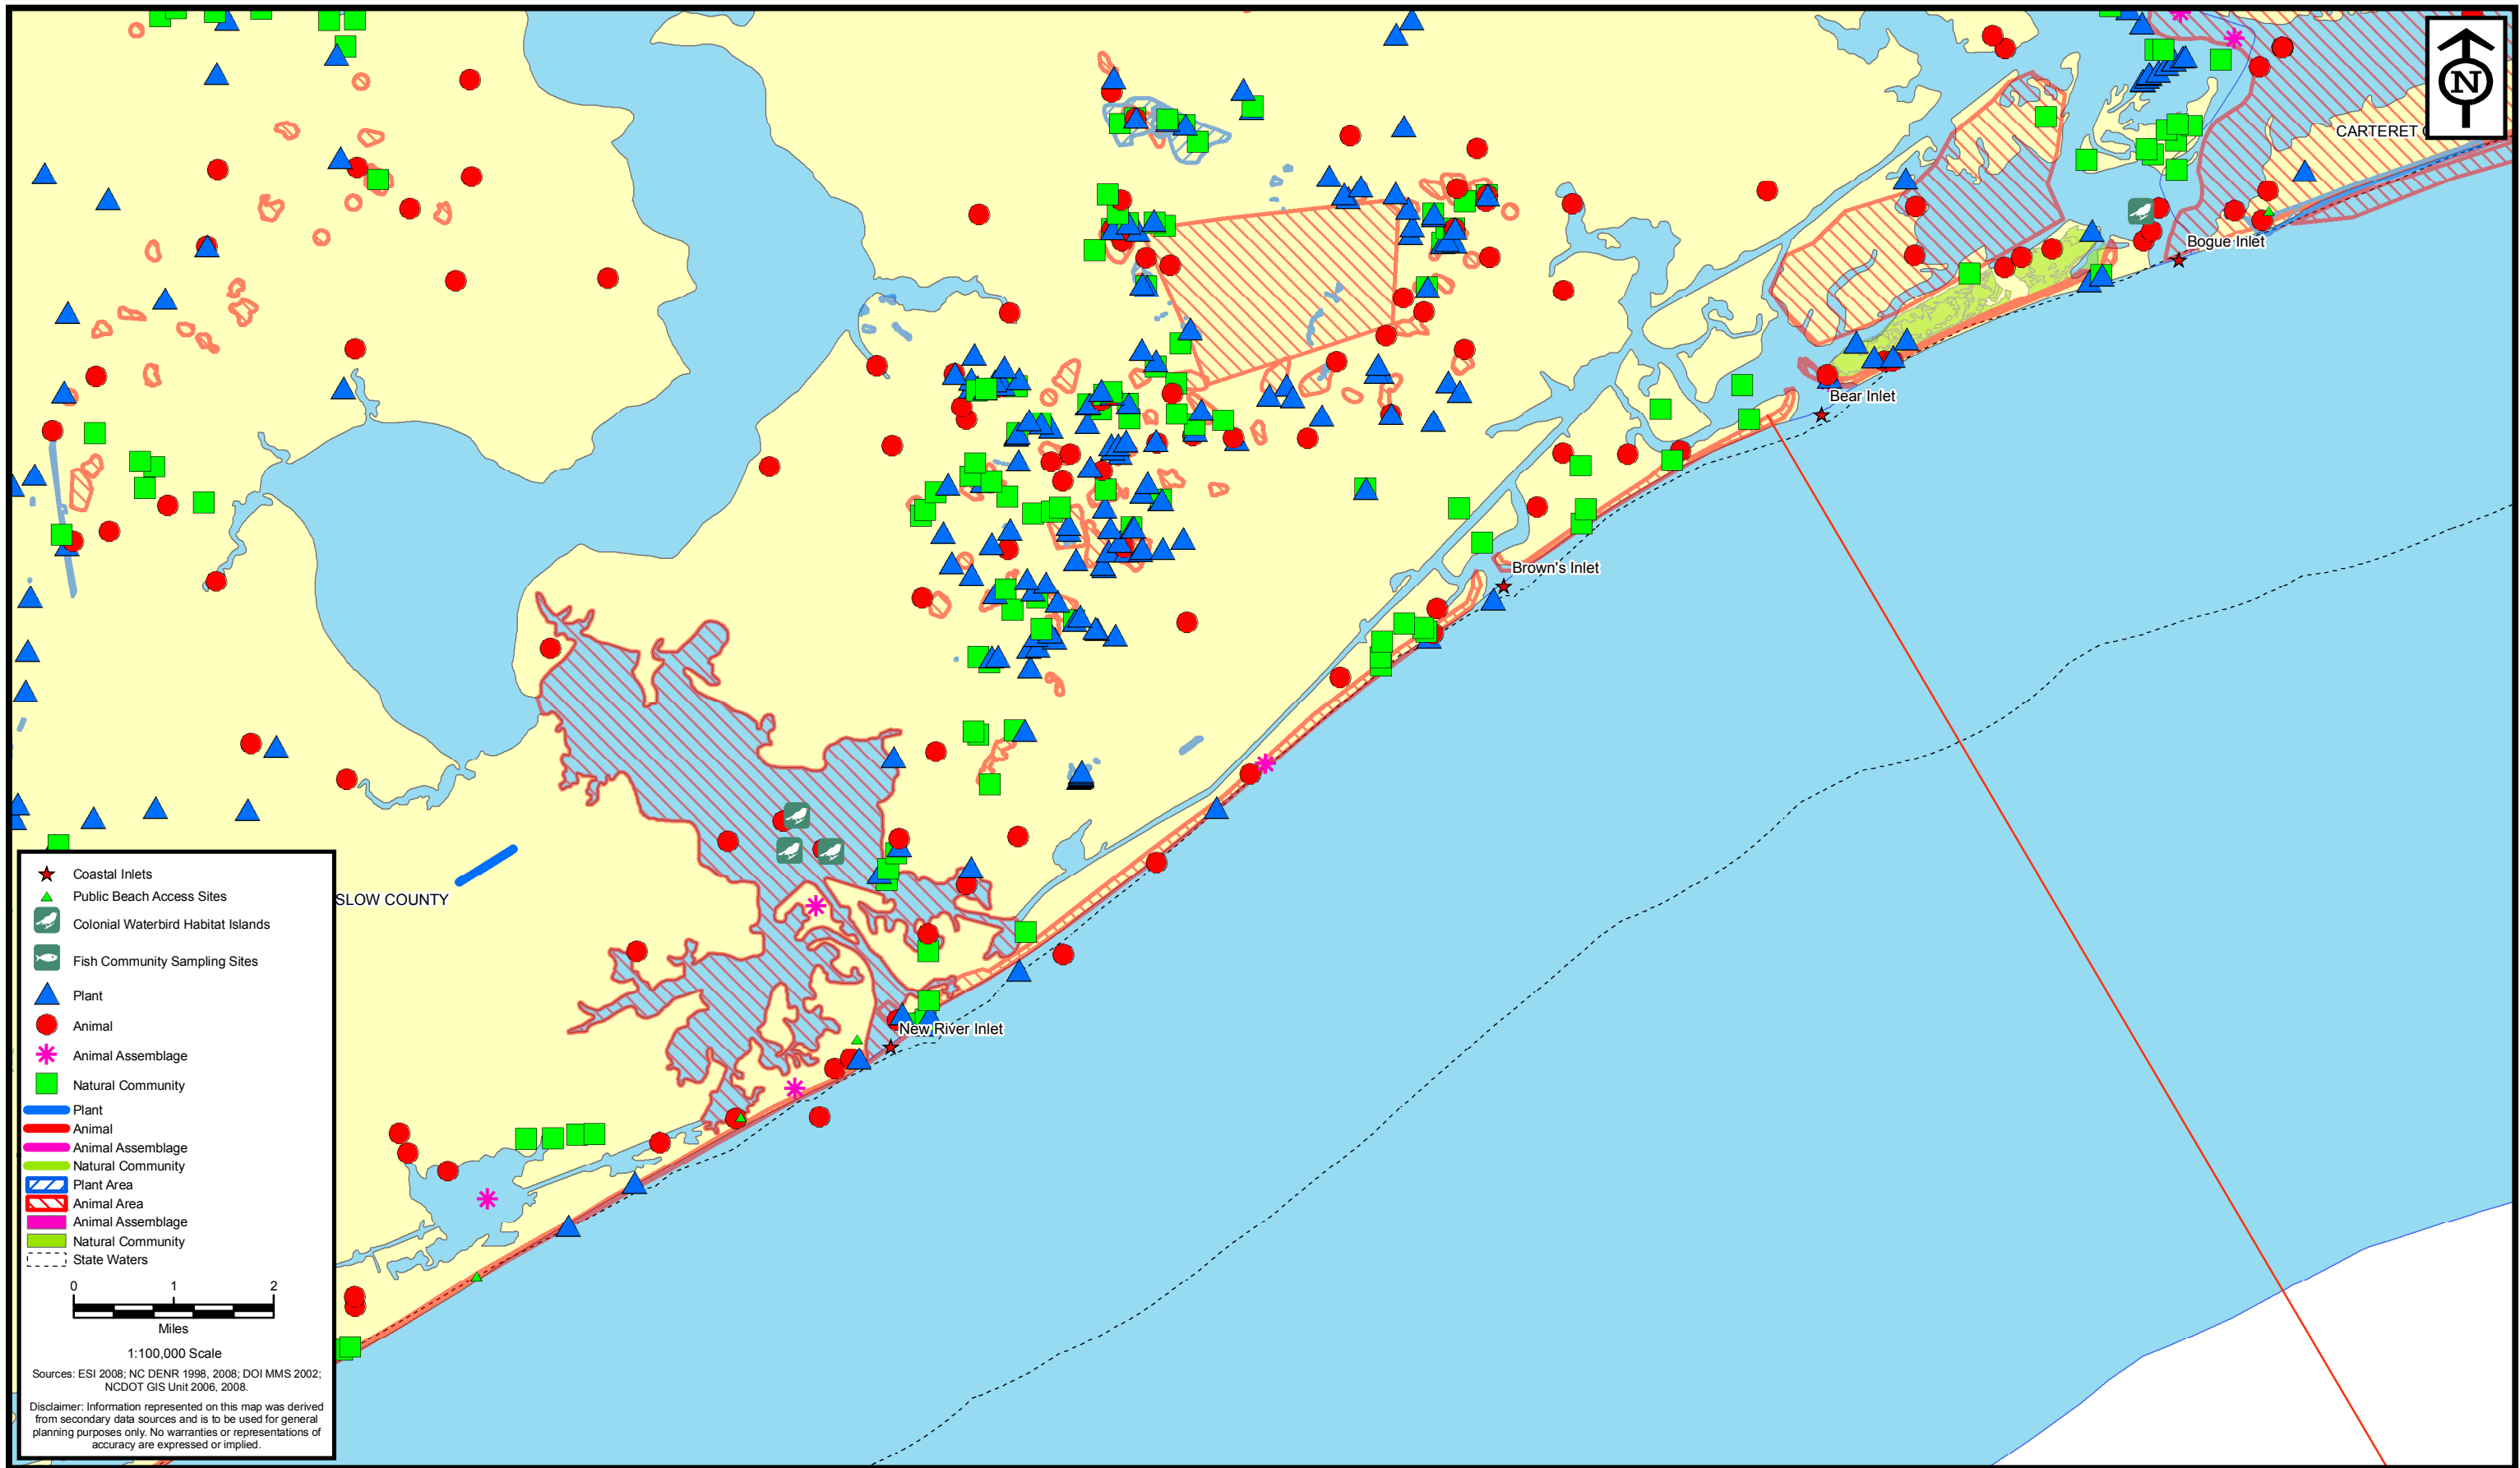 N
CARTERET C
Bogue Inlet
Bear Inlet
Brown's Inlet
SLOW COUNTY
New River Inlet
Coastal Inlets
Public Beach Access Sites
Colonial Waterbird Habitat Islands
Fish Community Sampling Sites
Plant
Animal
Animal Assemblage
Natural Community
Plant
Animal
Animal Assemblage
Natural Community
Plant Area
Animal Area
Animal Assemblage
Natural Community
State Waters
0 1 2
Miles
1:100,000 Scale
Sources: ESI 2008; NC DENR 1998, 2008; DOI MMS 2002;
NCDOT GIS Unit 2006, 2008.
Disclaimer: Information represented on this map was derived
from secondary data sources and is to be used for general
planning purposes only. No warranties or representations of
accuracy are expressed or implied.